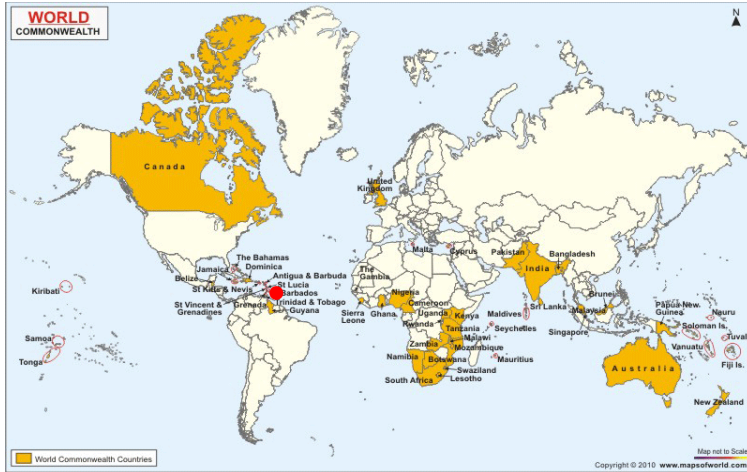 WORLD
COMMONWEALTH
N
Canada
United
Kingdom
The Bahamas
Jamaica
Dominica
Belize
Antigua & Barbuda
St Kitts & Nevis
St Lucia
Barbados
St Vincent &
Grenadines
Grenada
Trinidad & Tobago
Guyana
Kiribati
Samoa
Tonga
Malta
Cyprus
Pakistan
India
Bangladesh
The
Gambia
Sierra
Leone
Ghana
Nigeria
Cameroon
Uganda
Kenya
Rwanda
Tanzania
Malawi
Zambia
Mozambique
Namibia
Botswana
Swaziland
South Africa
Lesotho
Maldives
Sri Lanka
Seychelles
Mauritius
Brunei
Malaysia
Singapore
Papua New
Guinea
Nauru
Soloman Is.
Tuval
Vanuatu
Fiji Is.
Australia
New Zealand
World Commonwealth Countries
Map not to Scale
Copyright © 2010 www.mapsofworld.com